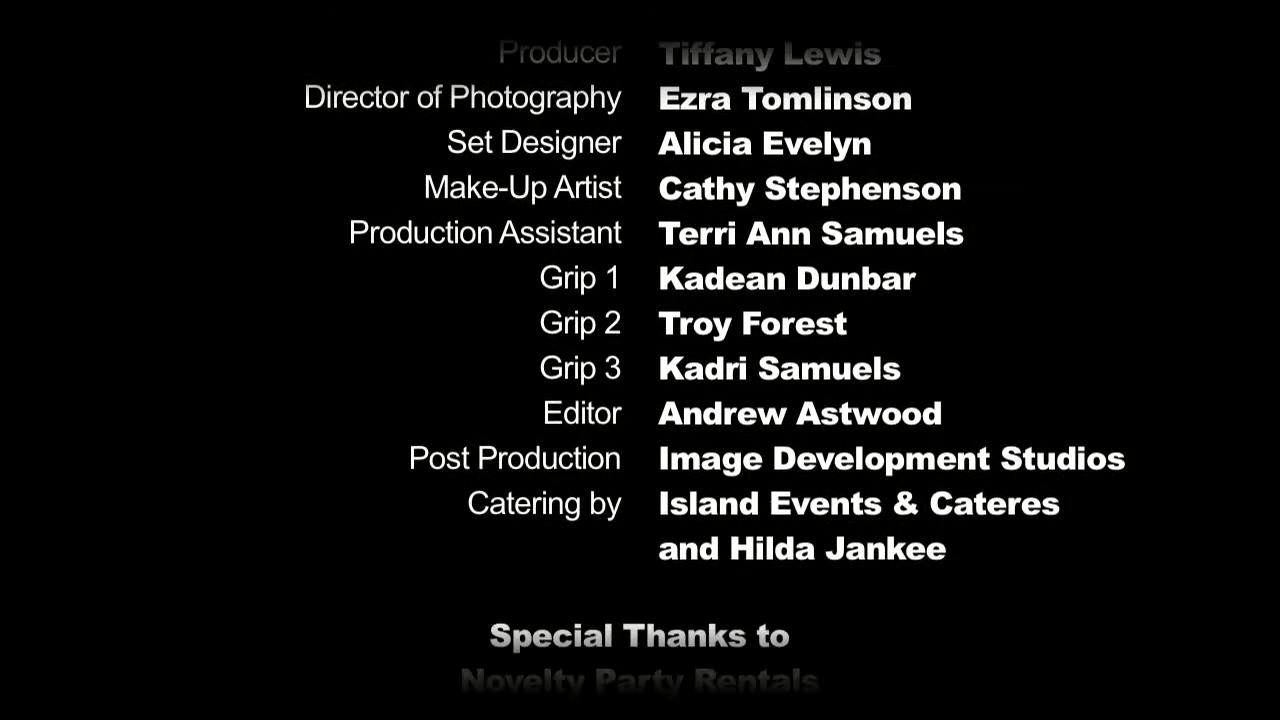 Producer Tiffany Lewis
Director of Photography Ezra Tomlinson
Set Designer Alicia Evelyn
Make-Up Artist Cathy Stephenson
Production Assistant Terri Ann Samuels
Grip 1 Kadean Dunbar
Grip 2 Troy Forest
Grip 3 Kadri Samuels
Editor Andrew Astwood
Post Production Image Development Studios
Catering by Island Events & Cateres
and Hilda Jankee
Special Thanks to
Novelty Party Rentals